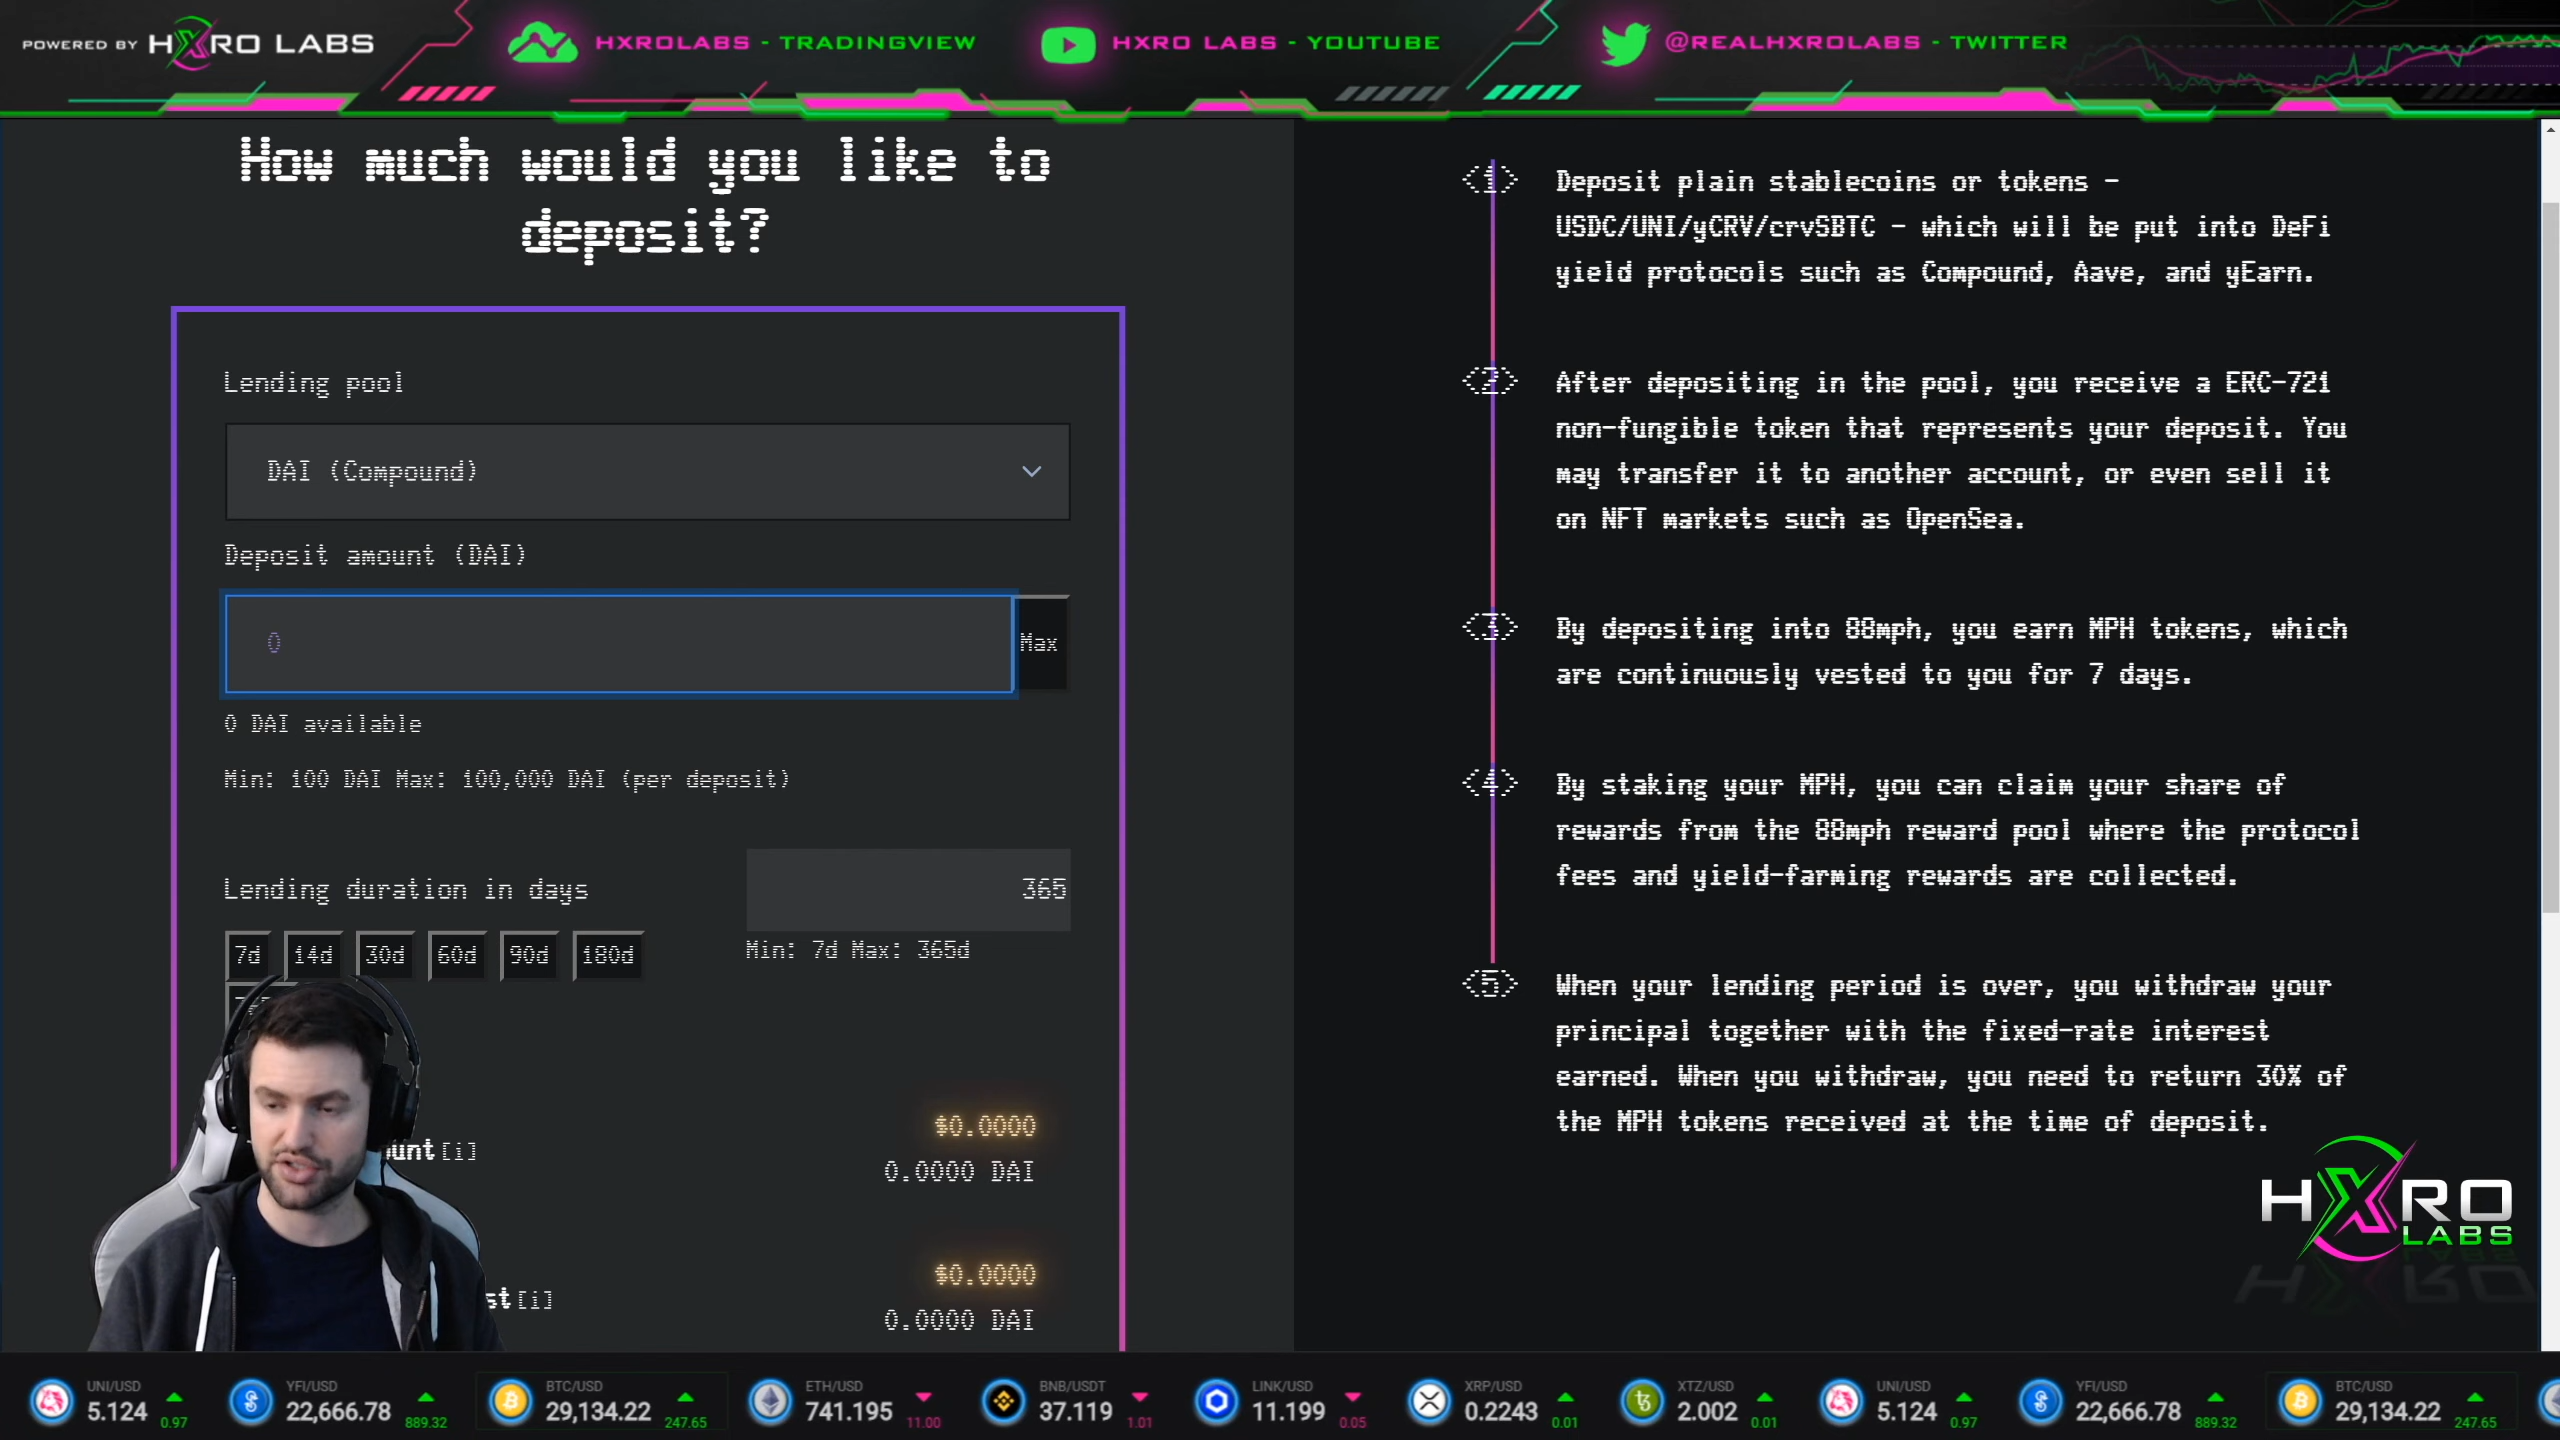 POWERED BY HXRO LABS
HXROLABS - TRADINGVIEW
HXRO LABS - YOUTUBE
@REALHXROLABS - TWITTER
How much would you like to
deposit?
Lending pool
DAI (Compound)
Deposit amount (DAI)
0
Max
0 DAI available
Min: 100 DAI Max: 100,000 DAI (per deposit)
Lending duration in days
365
7d 14d 30d 60d 90d 180d
Min: 7d Max: 365d
$0.0000
[i]
0.0000 DAI
$0.0000
[i]
0.0000 DAI
<1> Deposit plain stablecoins or tokens -
USDC/UNI/yCRV/crvSBTC - which will be put into DeFi
yield protocols such as Compound, Aave, and yEarn.
<2> After depositing in the pool, you receive a ERC-721
non-fungible token that represents your deposit. You
may transfer it to another account, or even sell it
on NFT markets such as OpenSea.
<3> By depositing into 88mph, you earn MPH tokens, which
are continuously vested to you for 7 days.
<4> By staking your MPH, you can claim your share of
rewards from the 88mph reward pool where the protocol
fees and yield-farming rewards are collected.
<5> When your lending period is over, you withdraw your
principal together with the fixed-rate interest
earned. When you withdraw, you need to return 30% of
the MPH tokens received at the time of deposit.
HXRO
LABS
UNI/USD
5.124 0.97
YFI/USD
22,666.78 889.32
BTC/USD
29,134.22 247.65
ETH/USD
741.195 11.00
BNB/USDT
37.119 1.01
LINK/USD
11.199 0.05
XRP/USD
0.2243 0.01
XTZ/USD
2.002 0.01
UNI/USD
5.124 0.97
YFI/USD
22,666.78 889.32
BTC/USD
29,134.22 247.65